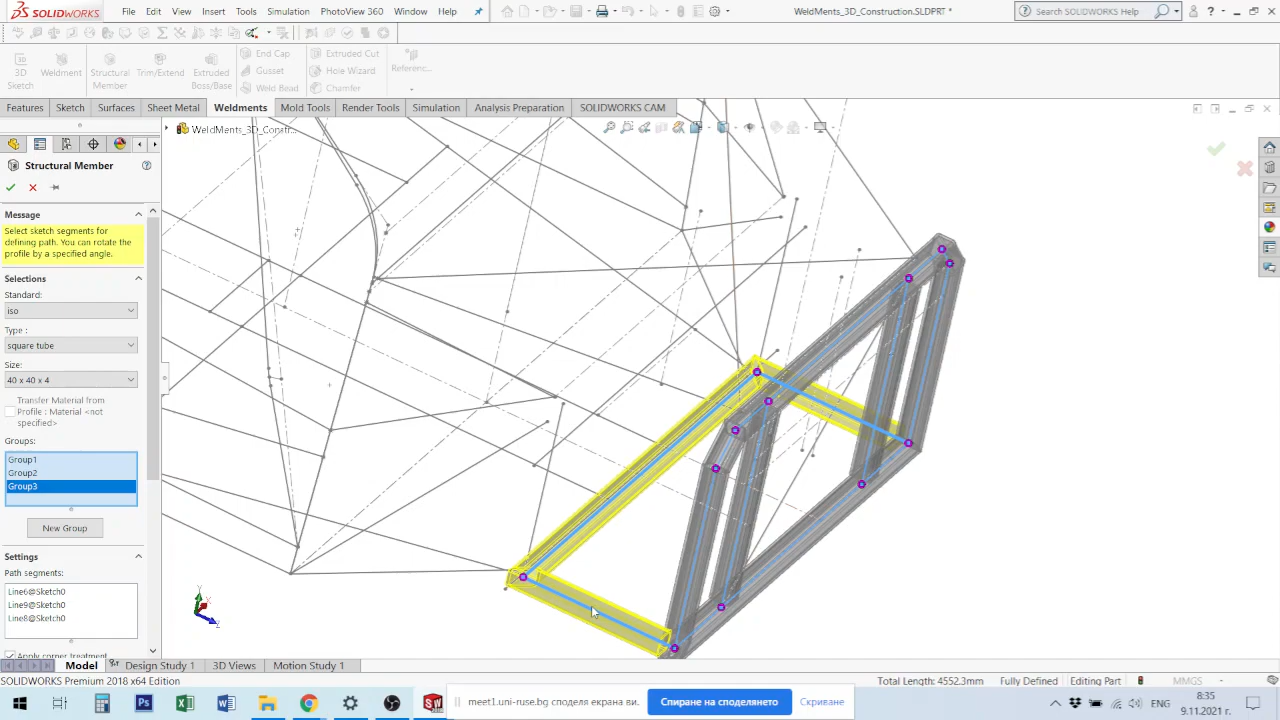 SOLIDWORKS
File Edit View Insert Tools Simulation PhotoView 360 Window Help
WeldMents_3D_Construction.SLDPRT *
Search SOLIDWORKS Help
3D Sketch
Weldment
Structural Member
Trim/Extend
Extruded Boss/Base
End Cap
Gusset
Weld Bead
Extruded Cut
Hole Wizard
Chamfer
Referenc...
Features Sketch Surfaces Sheet Metal Weldments Mold Tools Render Tools Simulation Analysis Preparation SOLIDWORKS CAM
WeldMents_3D_Constr...
Structural Member
Message
Select sketch segments for
defining path. You can rotate the
profile by a specified angle.
Selections
Standard:
iso
Type :
square tube
Size:
40 x 40 x 4
Transfer Material from
Profile : Material <not
specified>
Groups:
Group1
Group2
Group3
New Group
Settings
Path segments:
Line6@Sketch0
Line9@Sketch0
Line8@Sketch0
Apply corner treatment
Model Design Study 1 3D Views Motion Study 1
SOLIDWORKS Premium 2018 x64 Edition
Total Length: 4552.3mm Fully Defined Editing Part MMGS
meet1.uni-ruse.bg споделя екрана ви.
Спиране на споделянето
Скриване
ENG
8:35
9.11.2021 г.